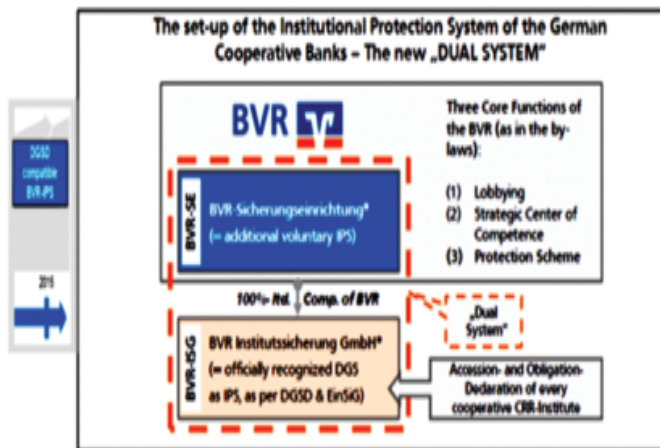 The set-up of the Institutional Protection System of the German
Cooperative Banks – The new „DUAL SYSTEM"
DGSD
compatible
BVR-IPS
2015
BVR
Three Core Functions of
the BVR (as in the by-
laws):
(1) Lobbying
(2) Strategic Center of
Competence
(3) Protection Scheme
BVR-SE
BVR-Sicherungseinrichtung*
(= additional voluntary IPS)
100%- ltd. Comp. of BVR
„Dual
System"
BVR-ISG
BVR Institutssicherung GmbH*
(= officially recognized DGS
as IPS, as per DGSD & EinSiG)
Accession- and Obligation-
Declaration of every
cooperative CRR-Institute